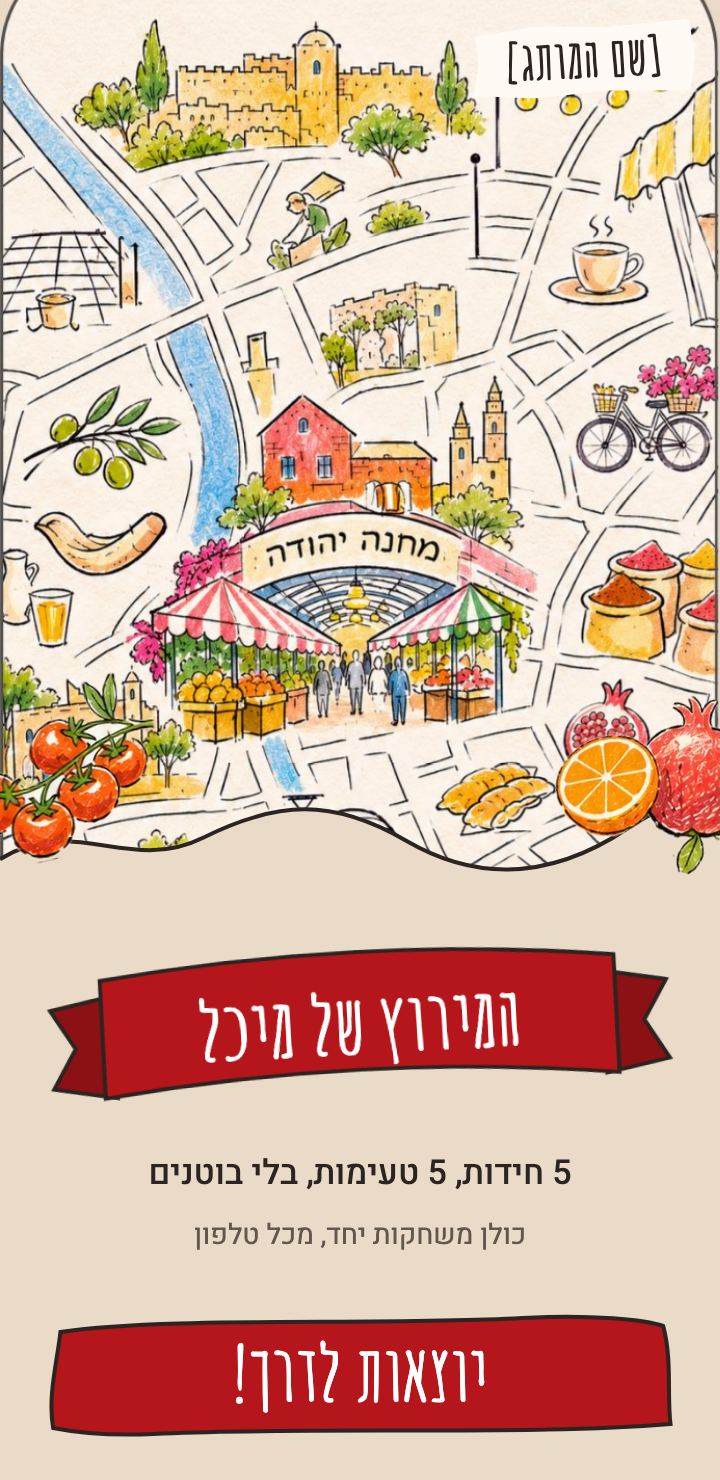 [שם המותג]
מחנה יהודה
המירוץ של מיכל
5 חידות, 5 טעימות, בלי בוטנים
כולן משחקות יחד, מכל טלפון
יוצאות לדרך!